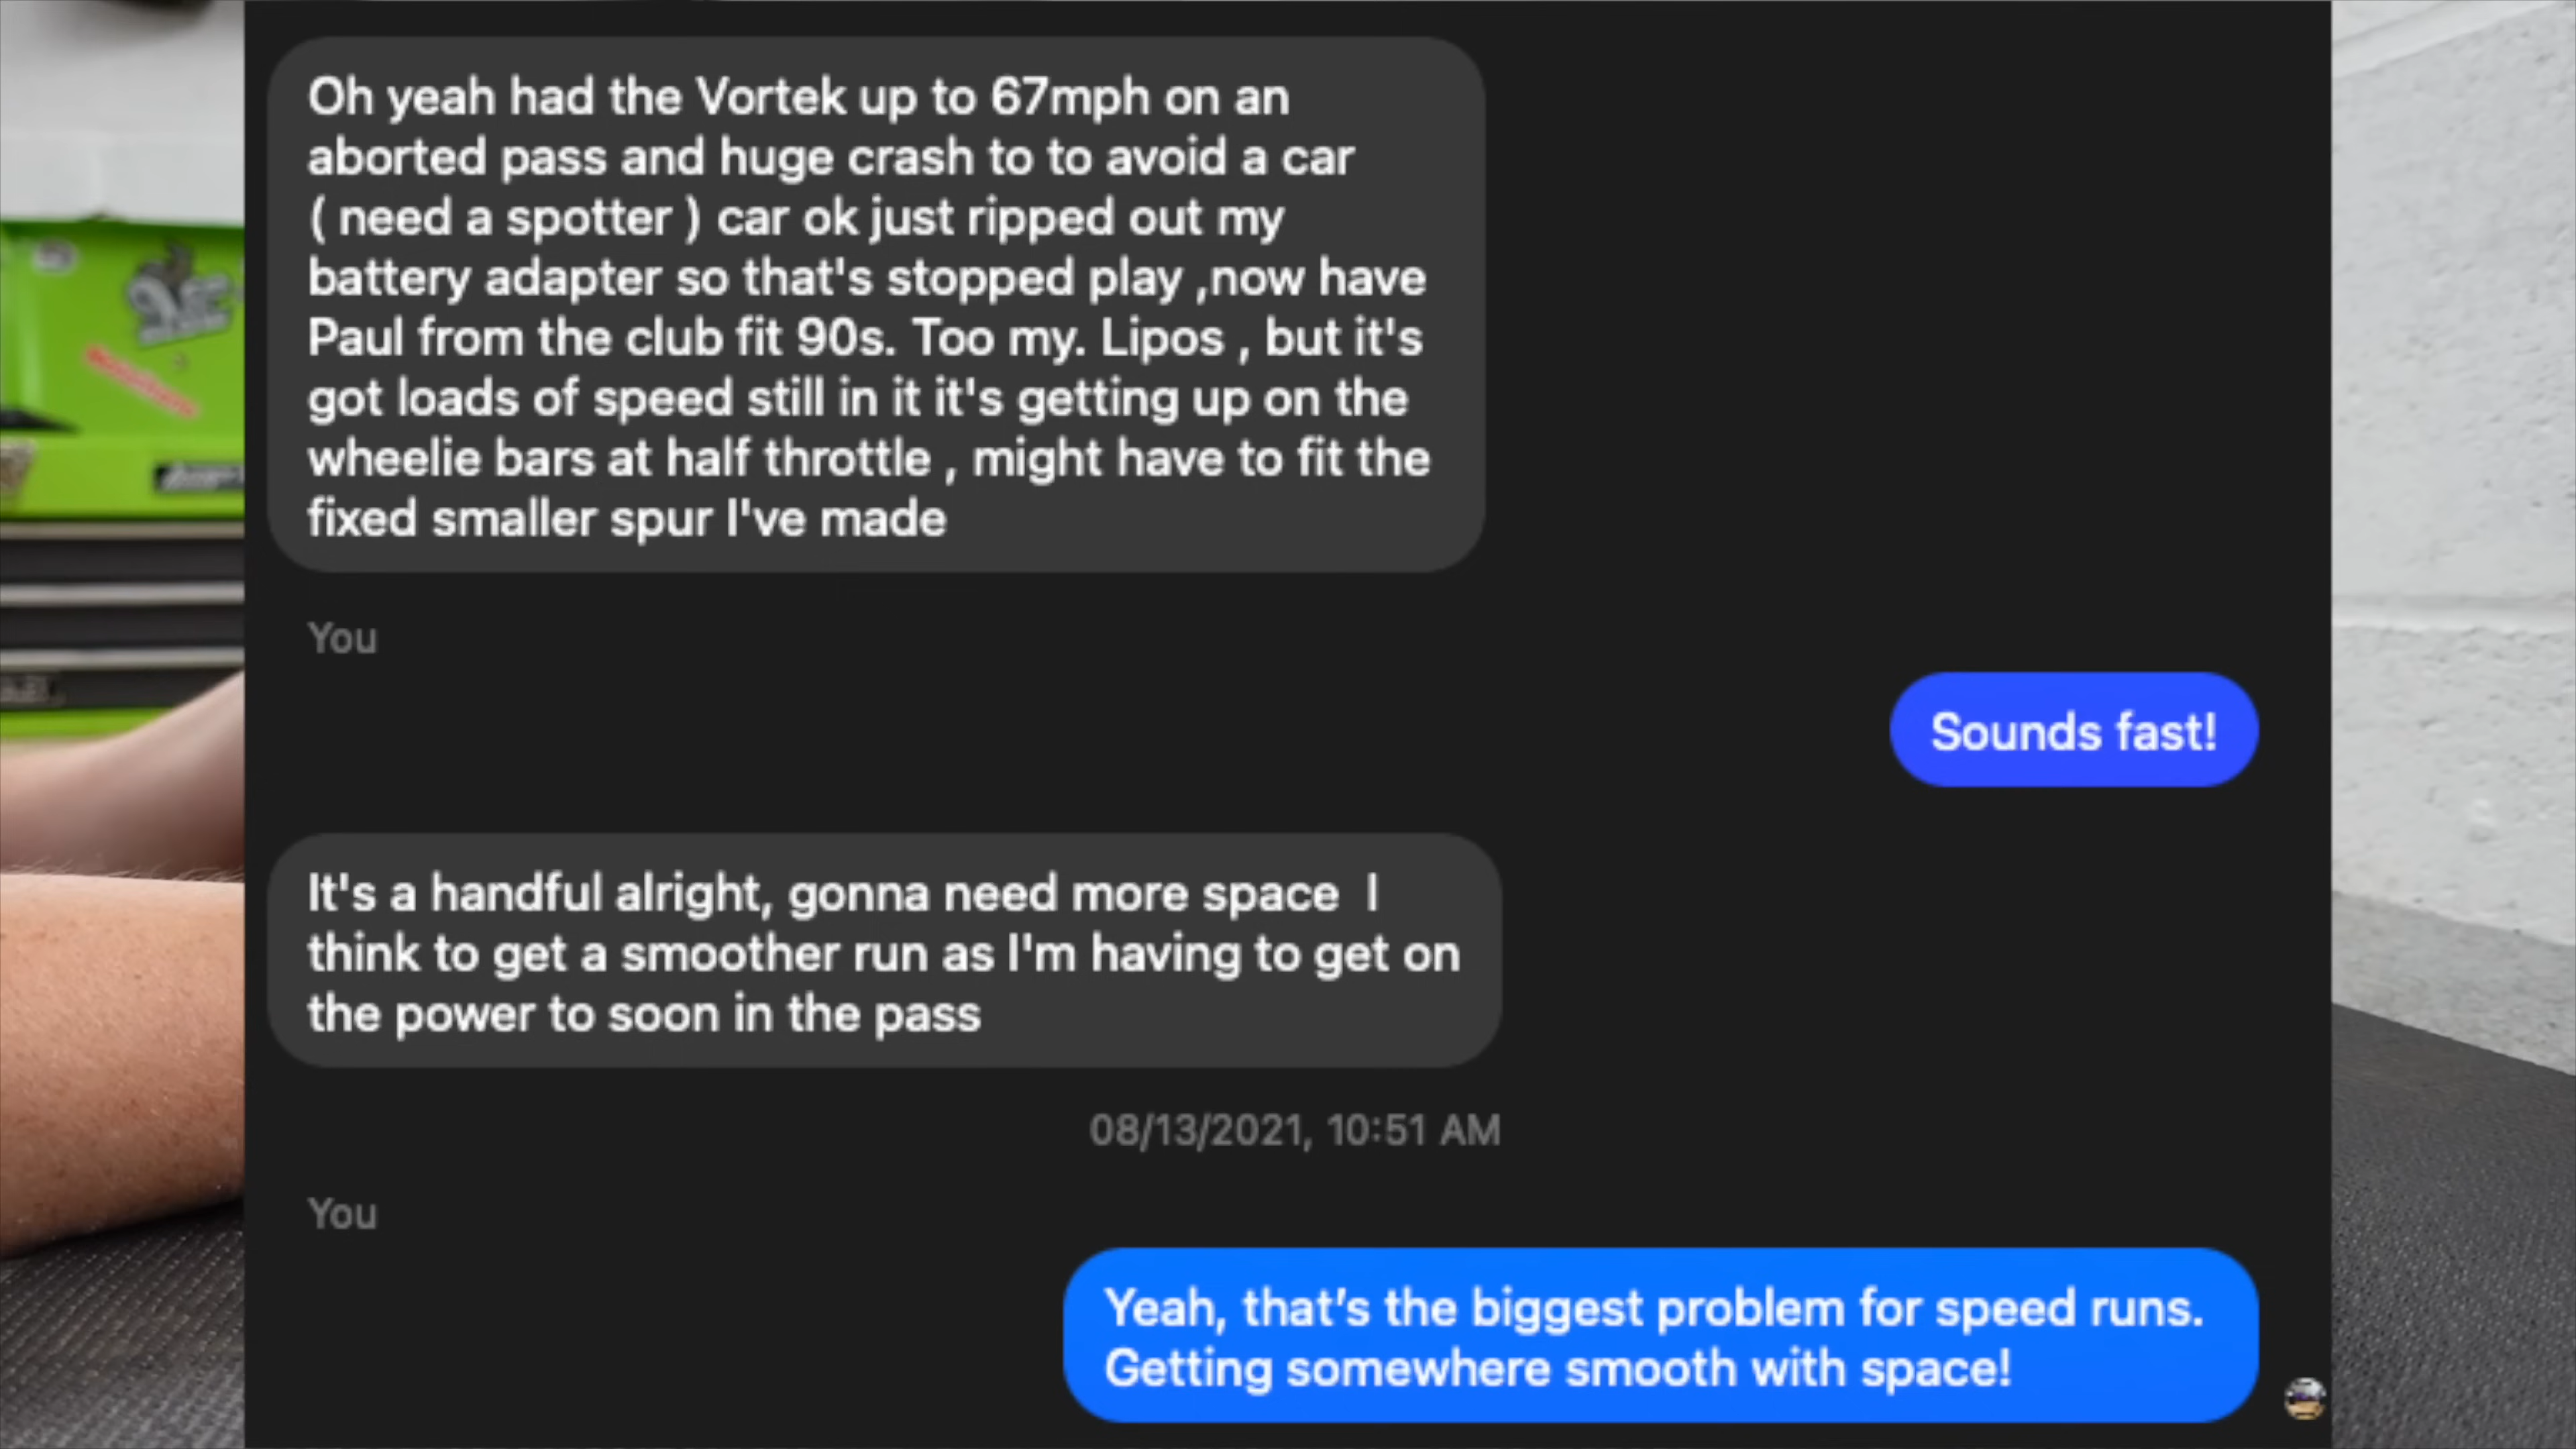 Oh yeah had the Vortek up to 67mph on an
aborted pass and huge crash to to avoid a car
( need a spotter ) car ok just ripped out my
battery adapter so that's stopped play ,now have
Paul from the club fit 90s. Too my. Lipos , but it's
got loads of speed still in it it's getting up on the
wheelie bars at half throttle , might have to fit the
fixed smaller spur I've made
You
Sounds fast!
It's a handful alright, gonna need more space  I
think to get a smoother run as I'm having to get on
the power to soon in the pass
08/13/2021, 10:51 AM
You
Yeah, that’s the biggest problem for speed runs.
Getting somewhere smooth with space!